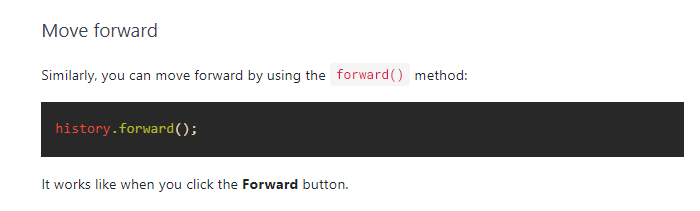 Move forward
Similarly, you can move forward by using the forward() method:
history.forward();
It works like when you click the Forward button.